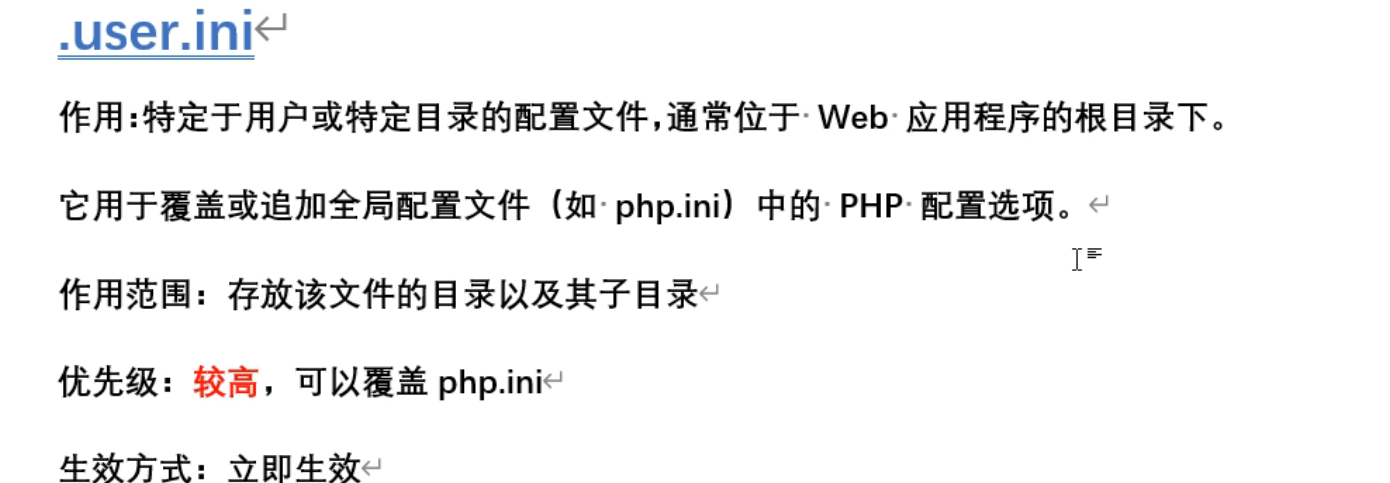 .user.ini
作用:特定于用户或特定目录的配置文件,通常位于 Web 应用程序的根目录下。
它用于覆盖或追加全局配置文件（如 php.ini）中的 PHP 配置选项。
作用范围：存放该文件的目录以及其子目录
优先级：较高，可以覆盖 php.ini
生效方式：立即生效